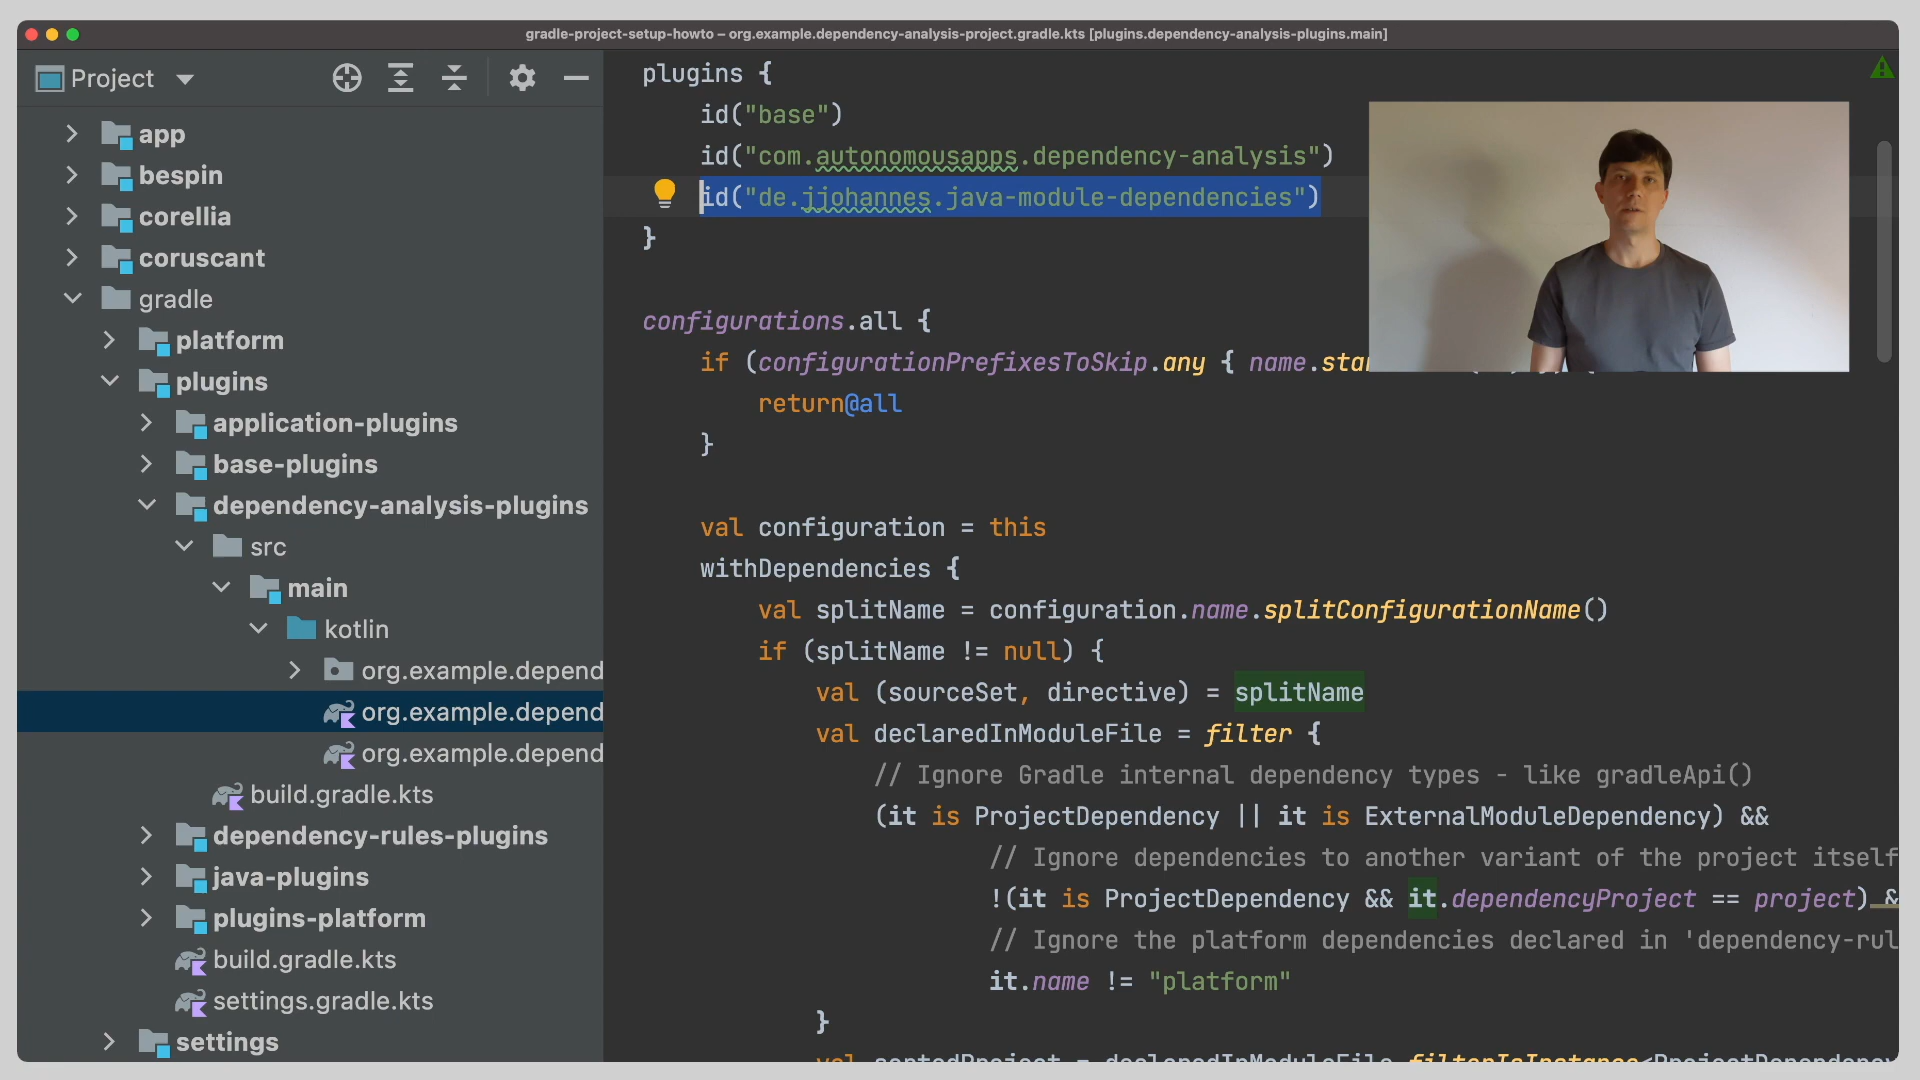 gradle-project-setup-howto – org.example.dependency-analysis-project.gradle.kts [plugins.dependency-analysis-plugins.main]
Project
app
bespin
corellia
coruscant
gradle
platform
plugins
application-plugins
base-plugins
dependency-analysis-plugins
src
main
kotlin
org.example.depend
org.example.depend
org.example.depend
build.gradle.kts
dependency-rules-plugins
java-plugins
plugins-platform
build.gradle.kts
settings.gradle.kts
settings
plugins {
id("base")
id("com.autonomousapps.dependency-analysis")
id("de.jjohannes.java-module-dependencies")
}
configurations.all {
if (configurationPrefixesToSkip.any { name.star
return@all
}
val configuration = this
withDependencies {
val splitName = configuration.name.splitConfigurationName()
if (splitName != null) {
val (sourceSet, directive) = splitName
val declaredInModuleFile = filter {
// Ignore Gradle internal dependency types - like gradleApi()
(it is ProjectDependency || it is ExternalModuleDependency) &&
// Ignore dependencies to another variant of the project itself
!(it is ProjectDependency && it.dependencyProject == project) &
// Ignore the platform dependencies declared in 'dependency-rul
it.name != "platform"
}
val sortedProject = declaredInModuleFile.filterIsInstance<ProjectDependency